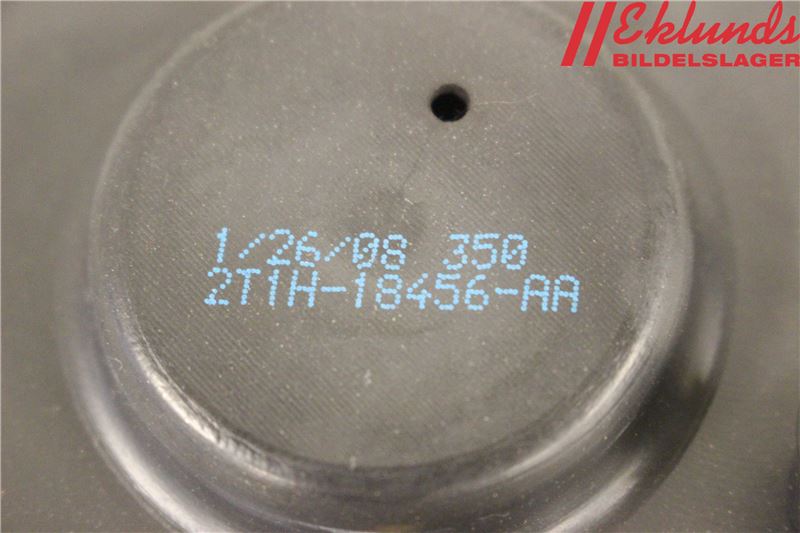 Eklunds
BILDELSLAGER
1/26/08 350
2T1H-18456-AA